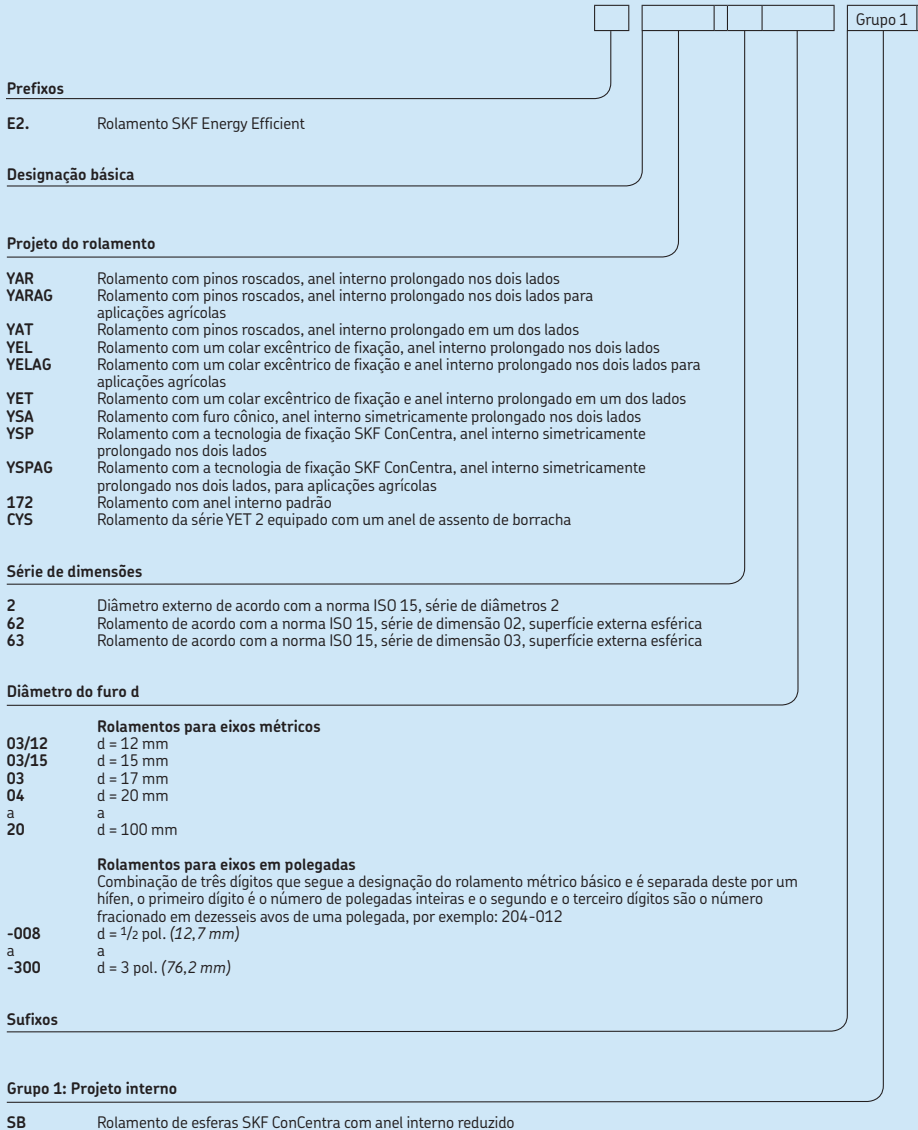 Grupo 1
Prefixos
E2. Rolamento SKF Energy Efficient
Designação básica
Projeto do rolamento
YAR Rolamento com pinos roscados, anel interno prolongado nos dois lados
YARAG Rolamento com pinos roscados, anel interno prolongado nos dois lados para
aplicações agrícolas
YAT Rolamento com pinos roscados, anel interno prolongado em um dos lados
YEL Rolamento com um colar excêntrico de fixação, anel interno prolongado nos dois lados
YELAG Rolamento com um colar excêntrico de fixação e anel interno prolongado nos dois lados para
aplicações agrícolas
YET Rolamento com um colar excêntrico de fixação e anel interno prolongado em um dos lados
YSA Rolamento com furo cônico, anel interno simetricamente prolongado nos dois lados
YSP Rolamento com a tecnologia de fixação SKF ConCentra, anel interno simetricamente
prolongado nos dois lados
YSPAG Rolamento com a tecnologia de fixação SKF ConCentra, anel interno simetricamente
prolongado nos dois lados, para aplicações agrícolas
172 Rolamento com anel interno padrão
CYS Rolamento da série YET 2 equipado com um anel de assento de borracha
Série de dimensões
2 Diâmetro externo de acordo com a norma ISO 15, série de diâmetros 2
62 Rolamento de acordo com a norma ISO 15, série de dimensão 02, superfície externa esférica
63 Rolamento de acordo com a norma ISO 15, série de dimensão 03, superfície externa esférica
Diâmetro do furo d
Rolamentos para eixos métricos
03/12 d = 12 mm
03/15 d = 15 mm
03 d = 17 mm
04 d = 20 mm
a a
20 d = 100 mm
Rolamentos para eixos em polegadas
Combinação de três dígitos que segue a designação do rolamento métrico básico e é separada deste por um
hífen, o primeiro dígito é o número de polegadas inteiras e o segundo e o terceiro dígitos são o número
fracionado em dezesseis avos de uma polegada, por exemplo: 204-012
-008 d = 1/2 pol. (12,7 mm)
a a
-300 d = 3 pol. (76,2 mm)
Sufixos
Grupo 1: Projeto interno
SB Rolamento de esferas SKF ConCentra com anel interno reduzido